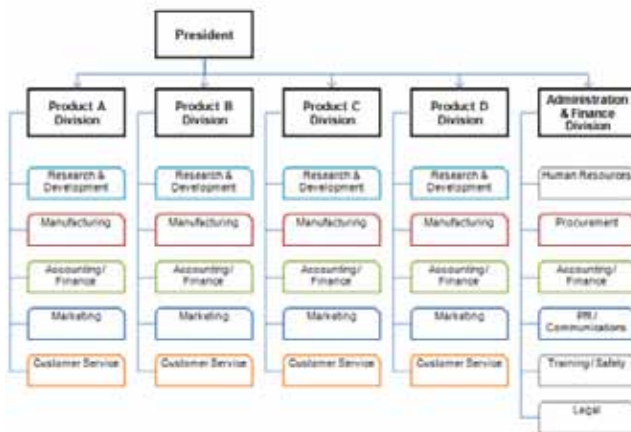 President
Product A
Division
Product B
Division
Product C
Division
Product D
Division
Administration
& Finance
Division
Research &
Development
Research &
Development
Research &
Development
Research &
Development
Human Resources
Manufacturing
Manufacturing
Manufacturing
Manufacturing
Procurement
Accounting /
Finance
Accounting /
Finance
Accounting /
Finance
Accounting /
Finance
Accounting /
Finance
Marketing
Marketing
Marketing
Marketing
PR /
Communications
Customer Service
Customer Service
Customer Service
Customer Service
Training / Safety
Legal